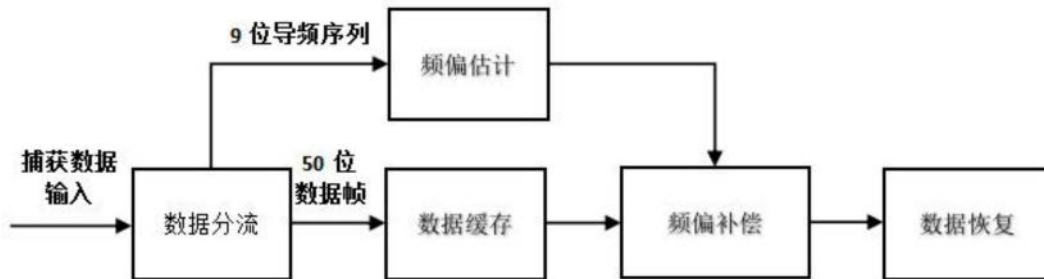 9 位导频序列
频偏估计
捕获数据
输入
50 位
数据帧
数据分流
数据缓存
频偏补偿
数据恢复